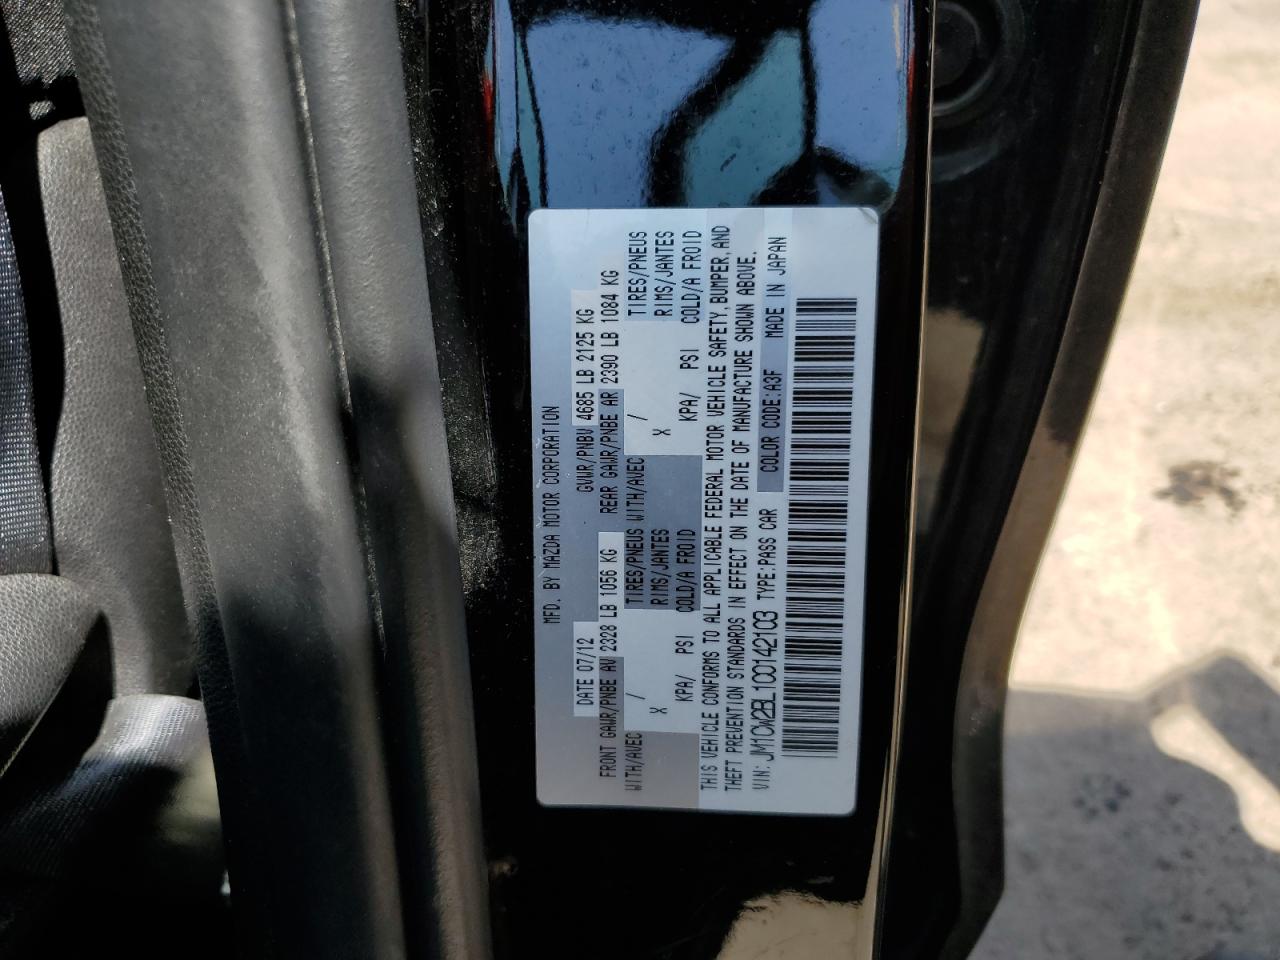 MFD. BY MAZDA MOTOR CORPORATION
DATE 07/12 GVWR/PNBV 4685 LB 2125 KG
FRONT GAWR/PNBE AV 2328 LB 1056 KG REAR GAWR/PNBE AR 2390 LB 1084 KG
WITH/AVEC / TIRES/PNEUS WITH/AVEC / TIRES/PNEUS
X RIMS/JANTES X RIMS/JANTES
KPA/ PSI COLD/A FROID KPA/ PSI COLD/A FROID
THIS VEHICLE CONFORMS TO ALL APPLICABLE FEDERAL MOTOR VEHICLE SAFETY, BUMPER, AND
THEFT PREVENTION STANDARDS IN EFFECT ON THE DATE OF MANUFACTURE SHOWN ABOVE.
VIN: JM1CW2BL1C0142103 TYPE:PASS CAR COLOR CODE:A3F MADE IN JAPAN